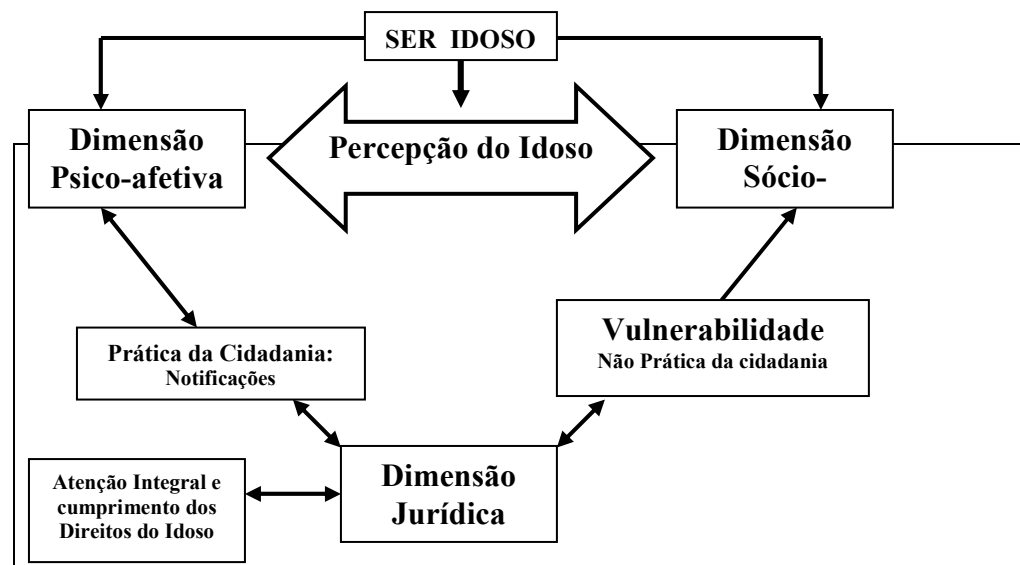 SER IDOSO
Dimensão
Psico-afetiva
Percepção do Idoso
Dimensão
Sócio-
Prática da Cidadania:
Notificações
Vulnerabilidade
Não Prática da cidadania
Atenção Integral e
cumprimento dos
Direitos do Idoso
Dimensão
Jurídica